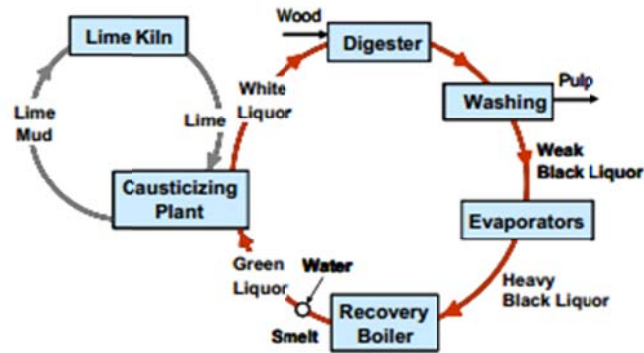 Wood
Lime Kiln
Digester
Pulp
Washing
White
Liquor
Lime
Mud
Lime
Weak
Black Liquor
Causticizing
Plant
Evaporators
Green
Liquor
Water
Heavy
Black Liquor
Recovery
Boiler
Smelt